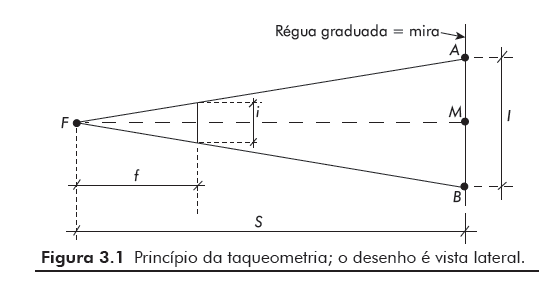 Régua graduada = mira
A
F
i
M
I
f
B
S
Figura 3.1 Princípio da taqueometria; o desenho é vista lateral.